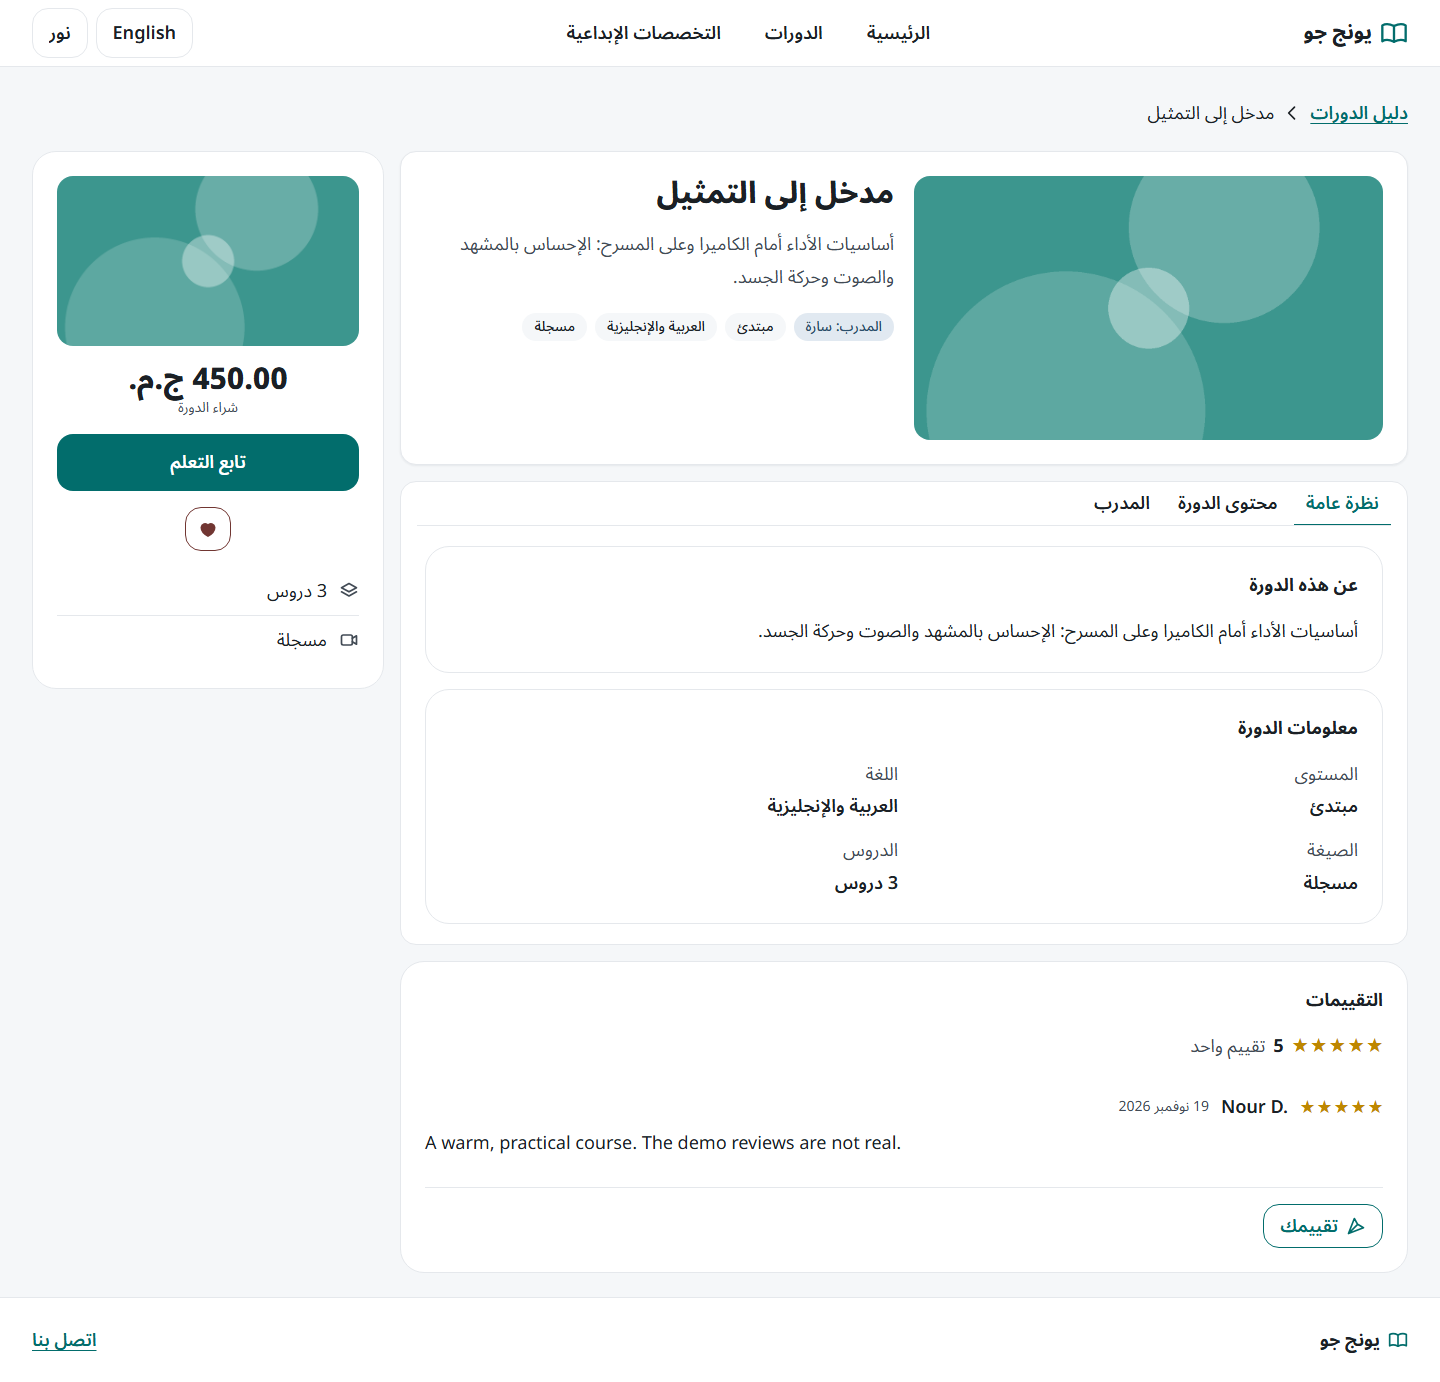 يونج جو
الرئيسية
الدورات
التخصصات الإبداعية
English
نور
دليل الدورات
مدخل إلى التمثيل
مدخل إلى التمثيل
أساسيات الأداء أمام الكاميرا وعلى المسرح: الإحساس بالمشهد
والصوت وحركة الجسد.
المدرب: سارة
مبتدئ
العربية والإنجليزية
مسجلة
450.00 ج.م.
شراء الدورة
تابع التعلم
3 دروس
مسجلة
نظرة عامة
محتوى الدورة
المدرب
عن هذه الدورة
أساسيات الأداء أمام الكاميرا وعلى المسرح: الإحساس بالمشهد والصوت وحركة الجسد.
معلومات الدورة
المستوى
مبتدئ
اللغة
العربية والإنجليزية
الصيغة
مسجلة
الدروس
3 دروس
التقييمات
★★★★★ 5 تقييم واحد
★★★★★ Nour D. 19 نوفمبر 2026
A warm, practical course. The demo reviews are not real.
تقييمك
يونج جو
اتصل بنا